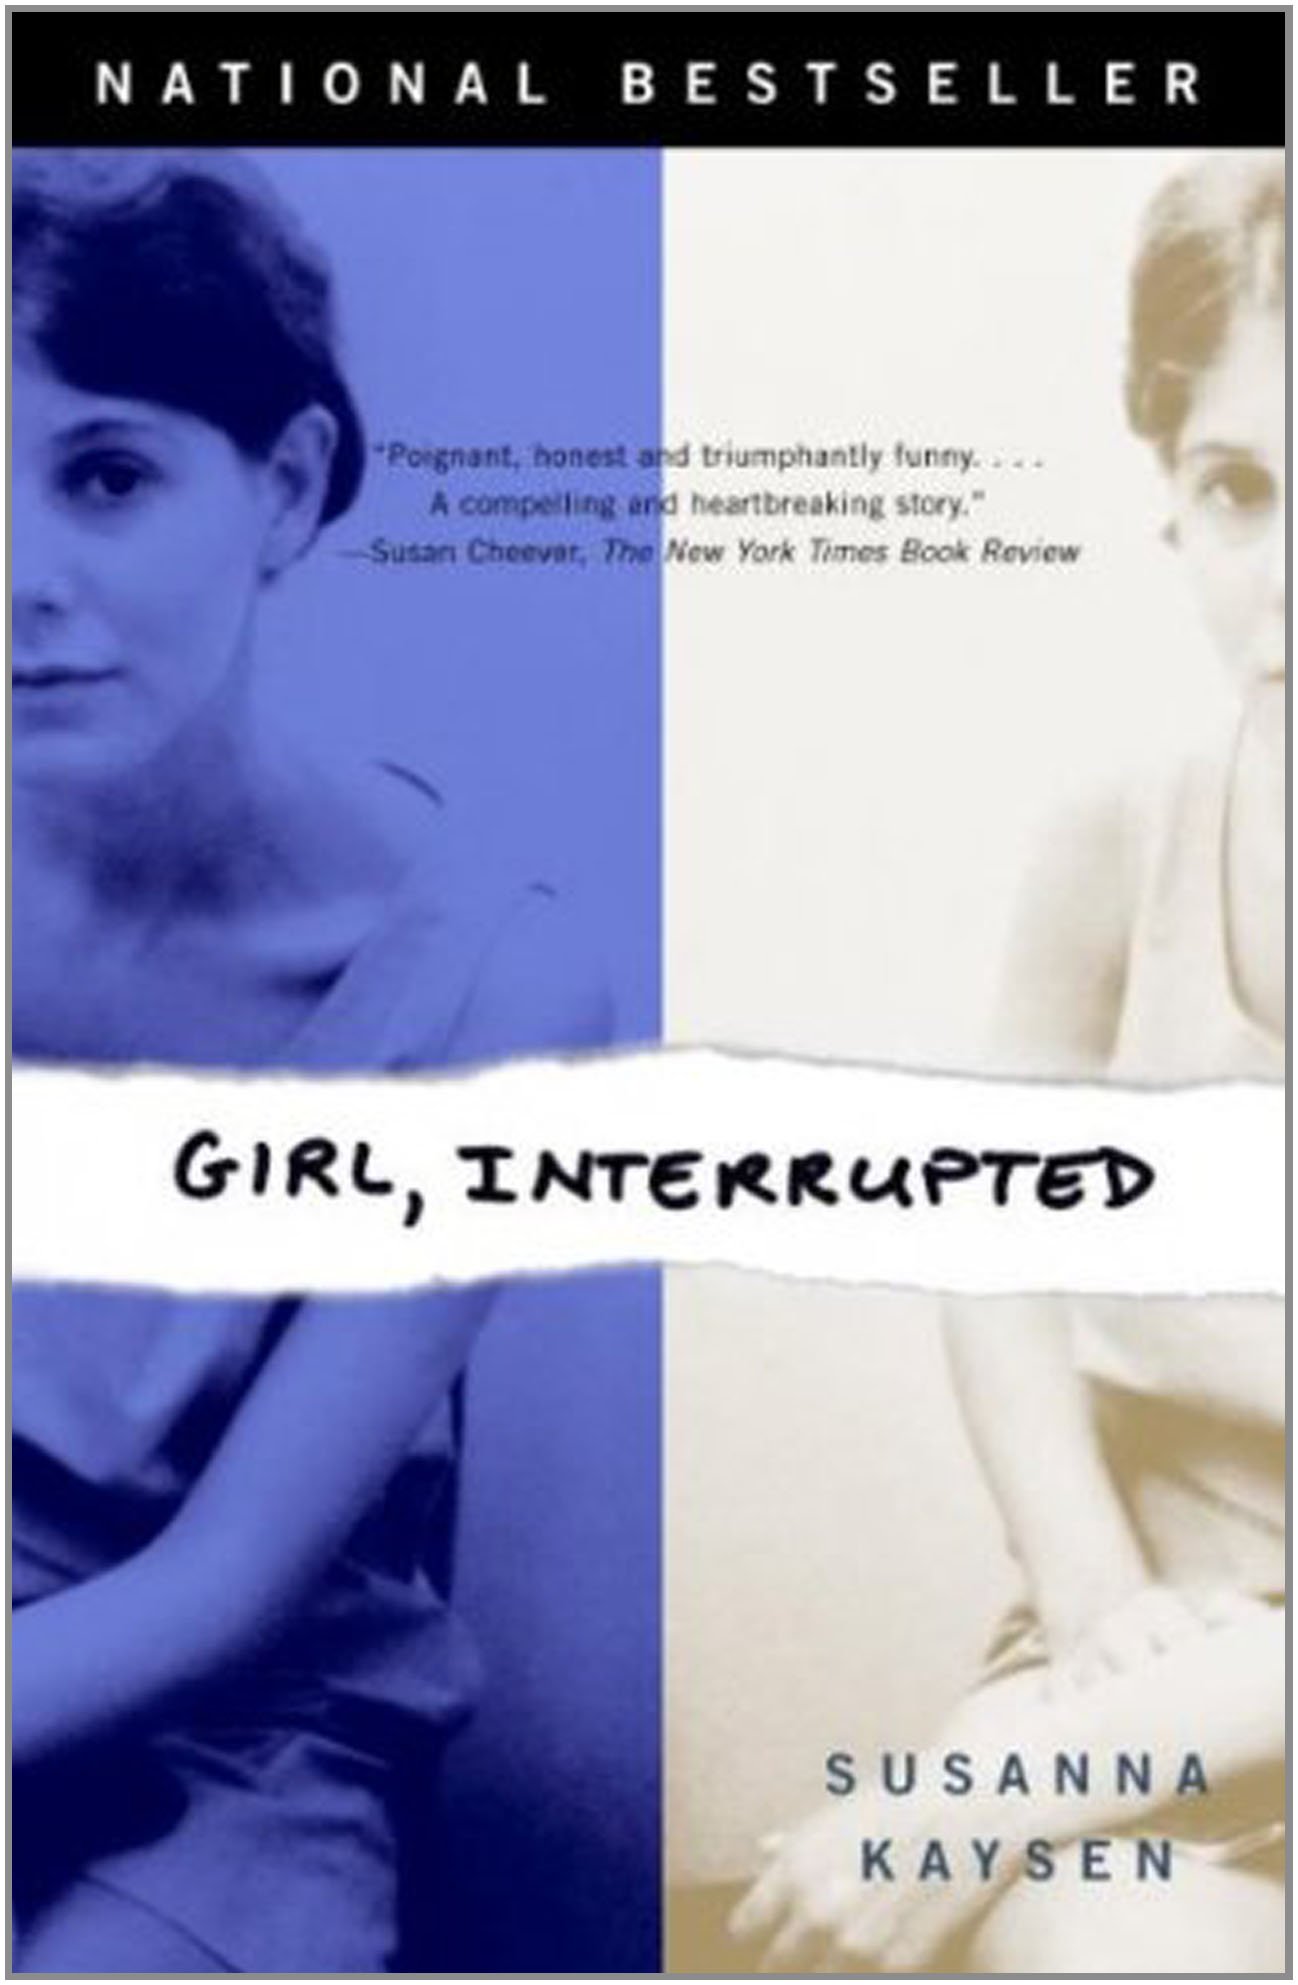 NATIONAL BESTSELLER
"Poignant, honest and triumphantly funny. . . .
A compelling and heartbreaking story."
—Susan Cheever, The New York Times Book Review
GIRL, INTERRUPTED
SUSANNA
KAYSEN